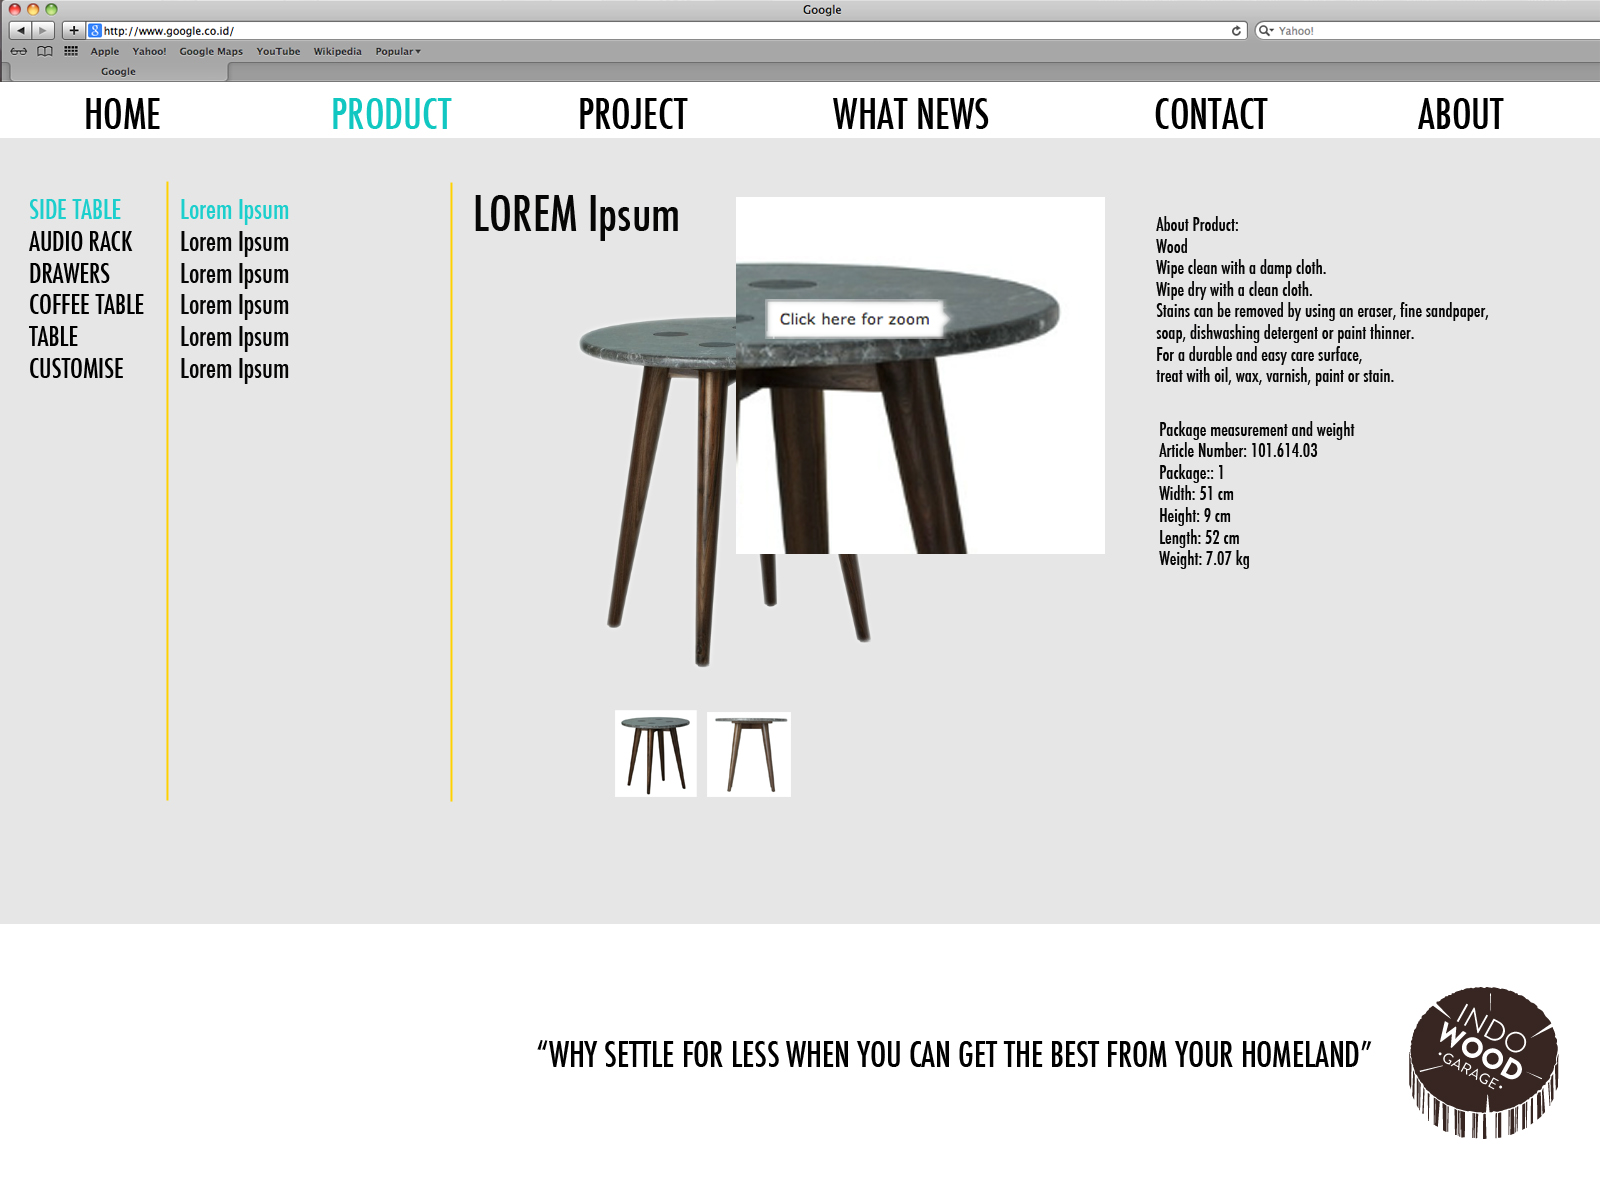 Google
http://www.google.co.id/
Yahoo!
Apple Yahoo! Google Maps YouTube Wikipedia Popular
Google
HOME PRODUCT PROJECT WHAT NEWS CONTACT ABOUT
SIDE TABLE
AUDIO RACK
DRAWERS
COFFEE TABLE
TABLE
CUSTOMISE
Lorem Ipsum
Lorem Ipsum
Lorem Ipsum
Lorem Ipsum
Lorem Ipsum
Lorem Ipsum
LOREM Ipsum
Click here for zoom
About Product:
Wood
Wipe clean with a damp cloth.
Wipe dry with a clean cloth.
Stains can be removed by using an eraser, fine sandpaper,
soap, dishwashing detergent or paint thinner.
For a durable and easy care surface,
treat with oil, wax, varnish, paint or stain.
Package measurement and weight
Article Number: 101.614.03
Package:: 1
Width: 51 cm
Height: 9 cm
Length: 52 cm
Weight: 7.07 kg
“WHY SETTLE FOR LESS WHEN YOU CAN GET THE BEST FROM YOUR HOMELAND”
INDO
WOOD
·GARAGE·